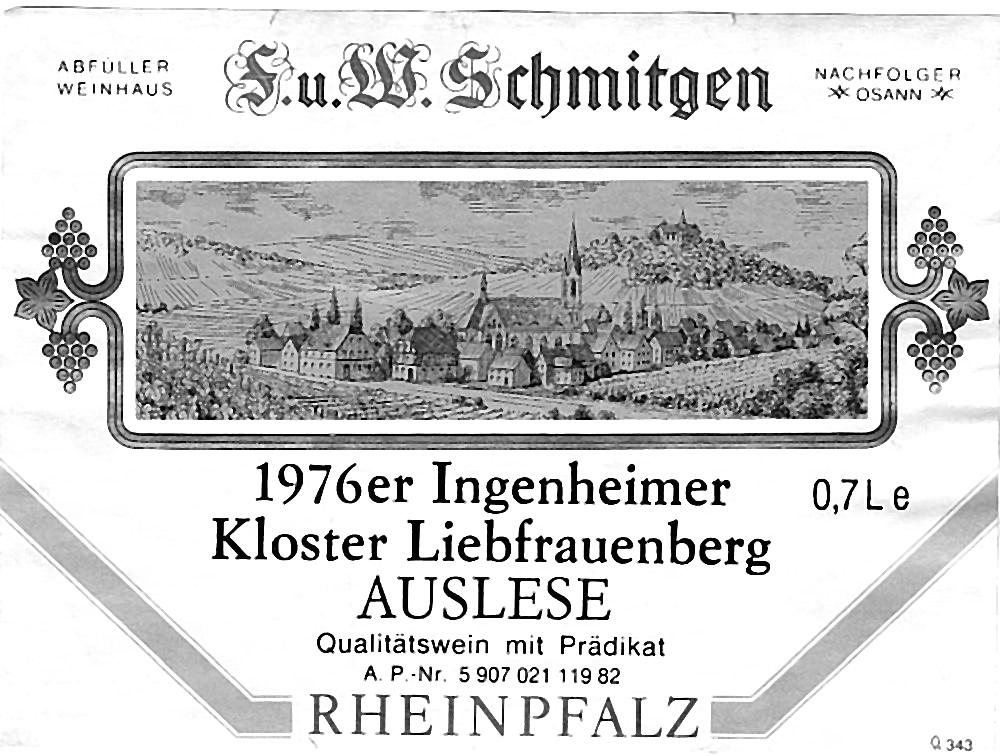 ABFÜLLER
WEINHAUS
F.u.W. Schmitgen
NACHFOLGER
OSANN
1976er Ingenheimer
0,7 L e
Kloster Liebfrauenberg
AUSLESE
Qualitätswein mit Prädikat
A. P.-Nr. 5 907 021 119 82
RHEINPFALZ
Q 343